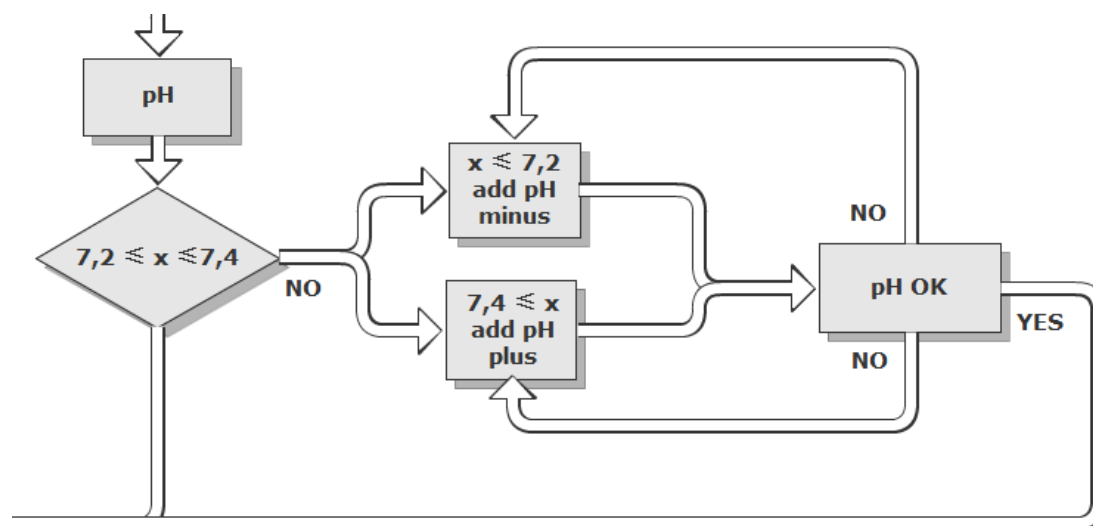 pH
7,2 ≤ x ≤7,4
NO
x ≤ 7,2
add pH
minus
7,4 ≤ x
add pH
plus
NO
pH OK
NO
YES